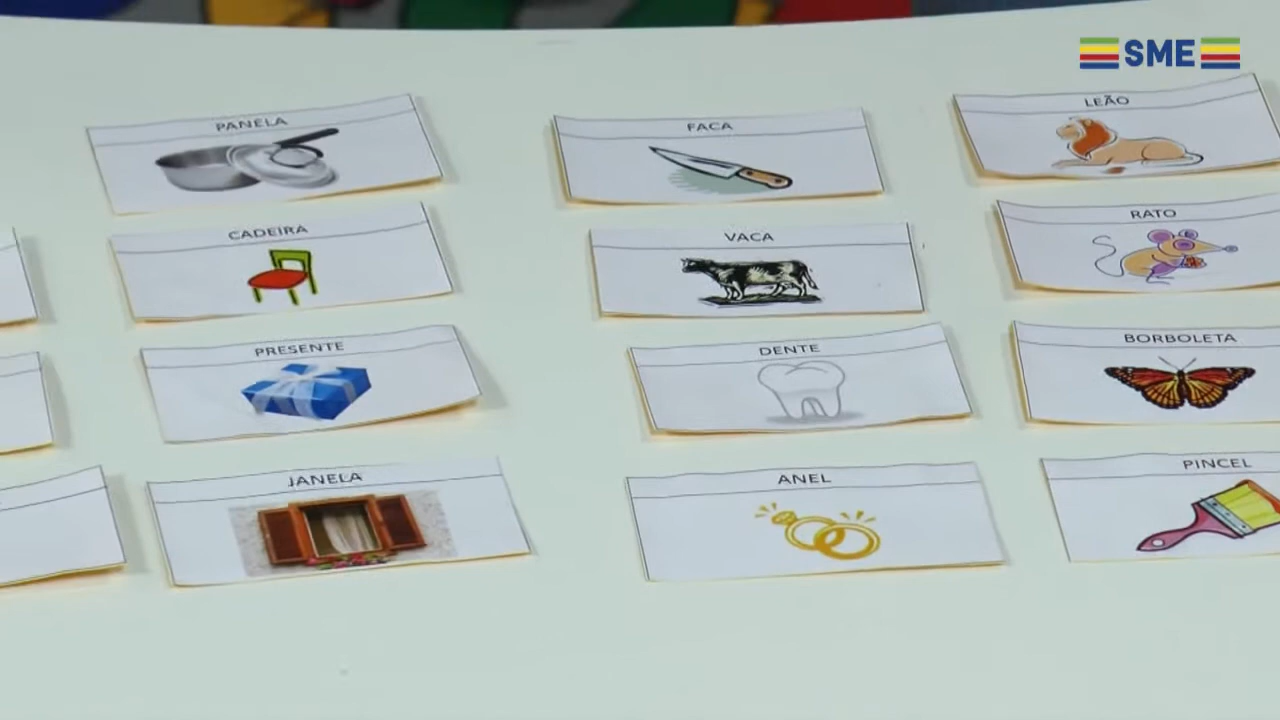 SME
PANELA
FACA
LEÃO
CADEIRA
VACA
RATO
PRESENTE
DENTE
BORBOLETA
JANELA
ANEL
PINCEL